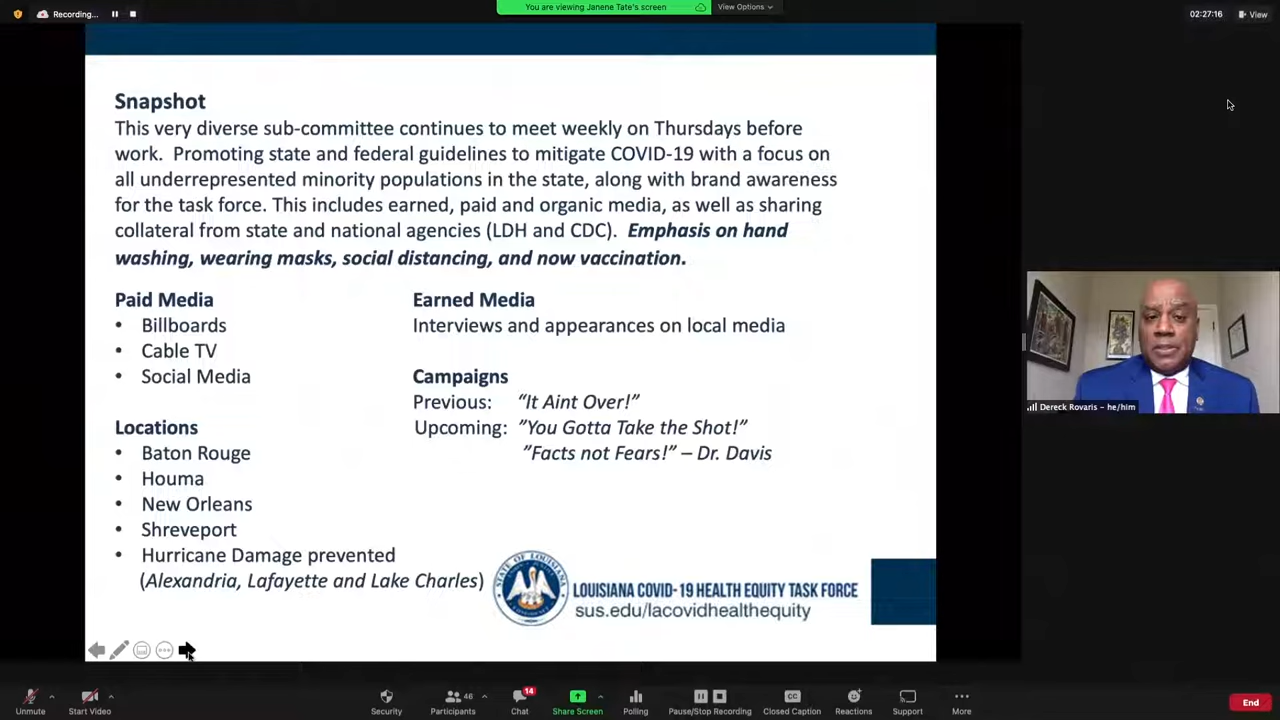 Recording...
You are viewing Janene Tate's screen
View Options
02:27:16
View
Snapshot
This very diverse sub-committee continues to meet weekly on Thursdays before
work. Promoting state and federal guidelines to mitigate COVID-19 with a focus on
all underrepresented minority populations in the state, along with brand awareness
for the task force. This includes earned, paid and organic media, as well as sharing
collateral from state and national agencies (LDH and CDC). Emphasis on hand
washing, wearing masks, social distancing, and now vaccination.
Paid Media
• Billboards
• Cable TV
• Social Media
Locations
• Baton Rouge
• Houma
• New Orleans
• Shreveport
• Hurricane Damage prevented
(Alexandria, Lafayette and Lake Charles)
Earned Media
Interviews and appearances on local media
Campaigns
Previous: "It Aint Over!"
Upcoming: "You Gotta Take the Shot!"
"Facts not Fears!" – Dr. Davis
LOUISIANA COVID-19 HEALTH EQUITY TASK FORCE
sus.edu/lacovidhealthequity
Dereck Rovaris – he/him
Unmute
Start Video
Security
46
Participants
14
Chat
Share Screen
Polling
Pause/Stop Recording
CC
Closed Caption
Reactions
Support
More
End